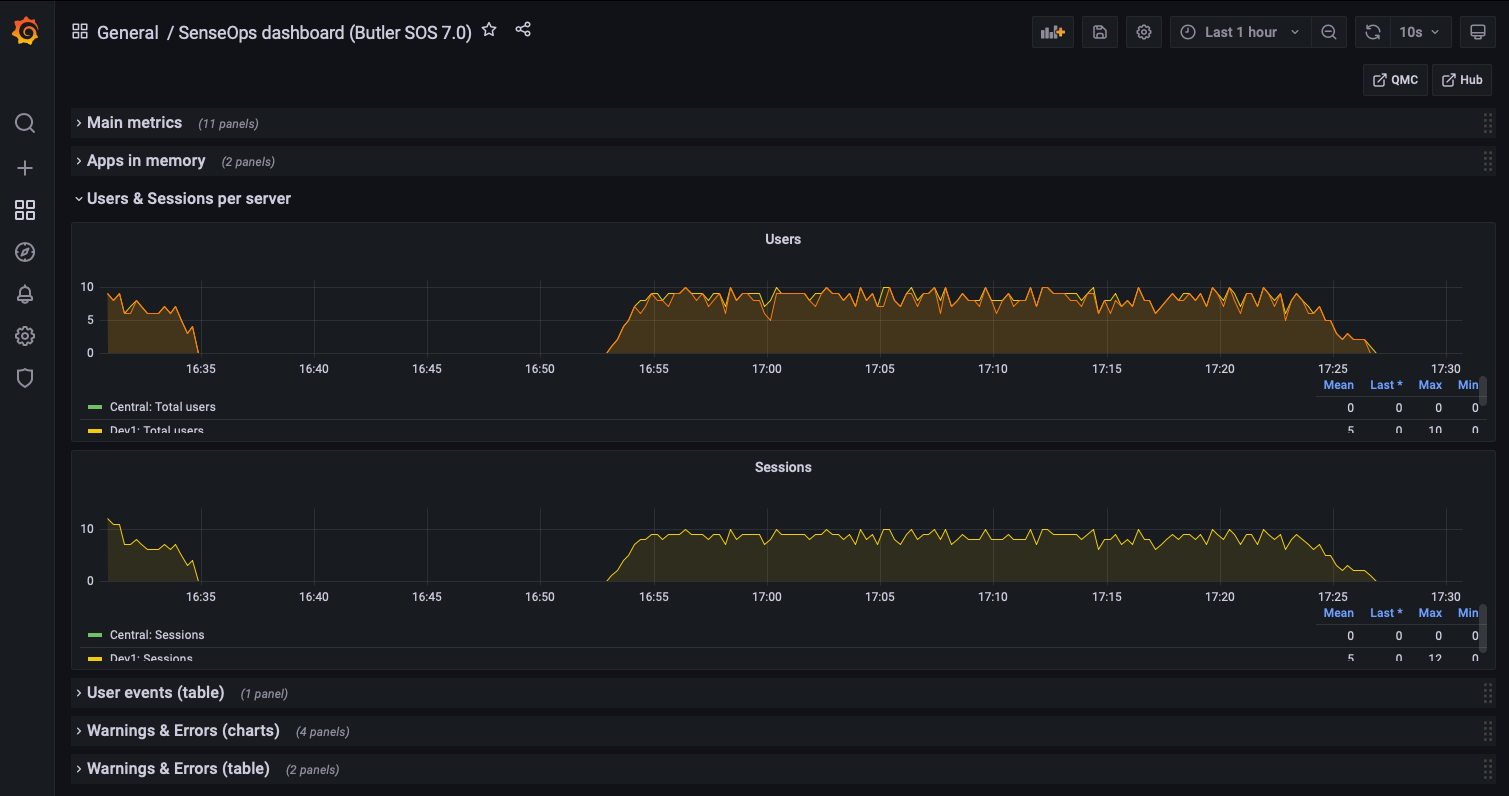 General / SenseOps dashboard (Butler SOS 7.0)
Last 1 hour
10s
QMC
Hub
Main metrics (11 panels)
Apps in memory (2 panels)
Users & Sessions per server
Users
10
5
0
16:35 16:40 16:45 16:50 16:55 17:00 17:05 17:10 17:15 17:20 17:25 17:30
Mean Last * Max Min
Central: Total users 0 0 0 0
Dev1: Total users 5 0 10 0
Sessions
10
0
16:35 16:40 16:45 16:50 16:55 17:00 17:05 17:10 17:15 17:20 17:25 17:30
Mean Last * Max Min
Central: Sessions 0 0 0 0
Dev1: Sessions 5 0 12 0
User events (table) (1 panel)
Warnings & Errors (charts) (4 panels)
Warnings & Errors (table) (2 panels)